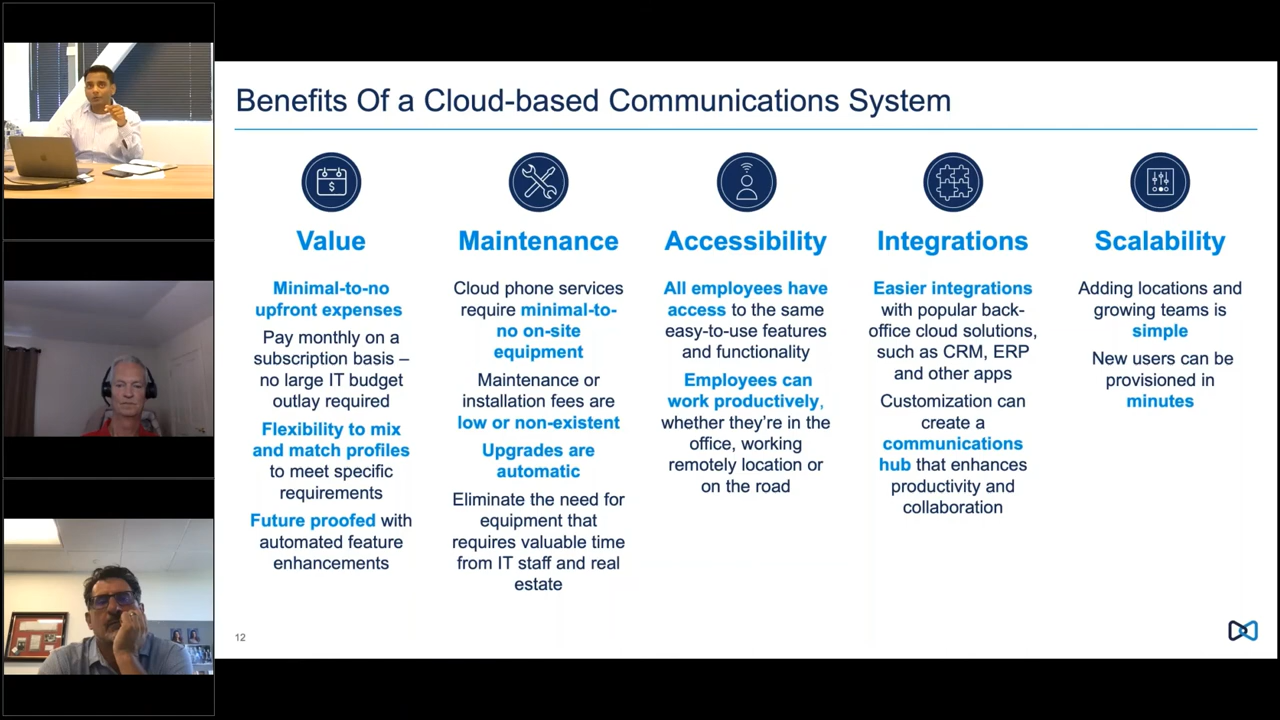 Benefits Of a Cloud-based Communications System
Value
Minimal-to-no
upfront expenses
Pay monthly on a
subscription basis –
no large IT budget
outlay required
Flexibility to mix
and match profiles
to meet specific
requirements
Future proofed with
automated feature
enhancements
Maintenance
Cloud phone services
require minimal-to-
no on-site
equipment
Maintenance or
installation fees are
low or non-existent
Upgrades are
automatic
Eliminate the need for
equipment that
requires valuable time
from IT staff and real
estate
Accessibility
All employees have
access to the same
easy-to-use features
and functionality
Employees can
work productively,
whether they're in the
office, working
remotely location or
on the road
Integrations
Easier integrations
with popular back-
office cloud solutions,
such as CRM, ERP
and other apps
Customization can
create a
communications
hub that enhances
productivity and
collaboration
Scalability
Adding locations and
growing teams is
simple
New users can be
provisioned in
minutes
12